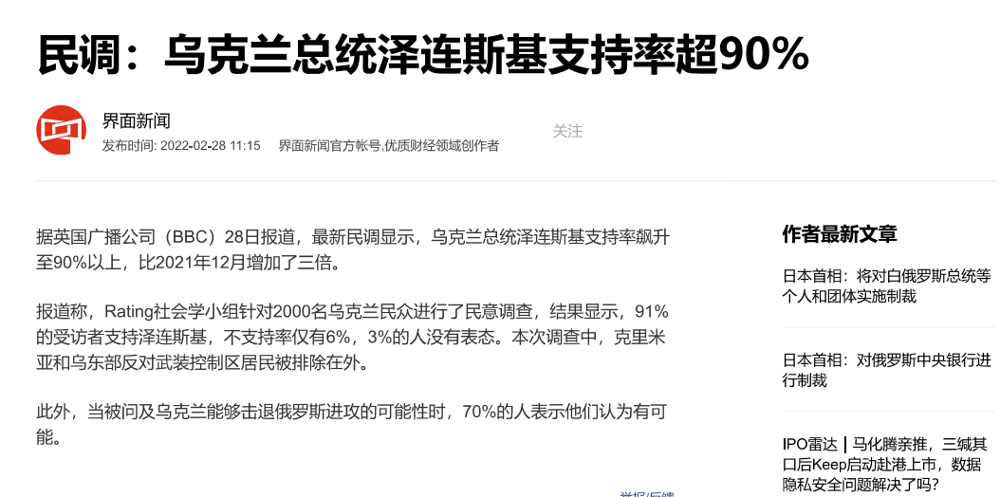 民调：乌克兰总统泽连斯基支持率超90%
界面新闻
发布时间: 2022-02-28 11:15 界面新闻官方帐号,优质财经领域创作者
关注
据英国广播公司（BBC）28日报道，最新民调显示，乌克兰总统泽连斯基支持率飙升
至90%以上，比2021年12月增加了三倍。
报道称，Rating社会学小组针对2000名乌克兰民众进行了民意调查，结果显示，91%
的受访者支持泽连斯基，不支持率仅有6%，3%的人没有表态。本次调查中，克里米
亚和乌东部反对武装控制区居民被排除在外。
此外，当被问及乌克兰能够击退俄罗斯进攻的可能性时，70%的人表示他们认为有可
能。
举报/反馈
作者最新文章
日本首相：将对白俄罗斯总统等
个人和团体实施制裁
日本首相：对俄罗斯中央银行进
行制裁
IPO雷达 | 马化腾亲推，三缄其
口后Keep启动赴港上市，数据
隐私安全问题解决了吗?